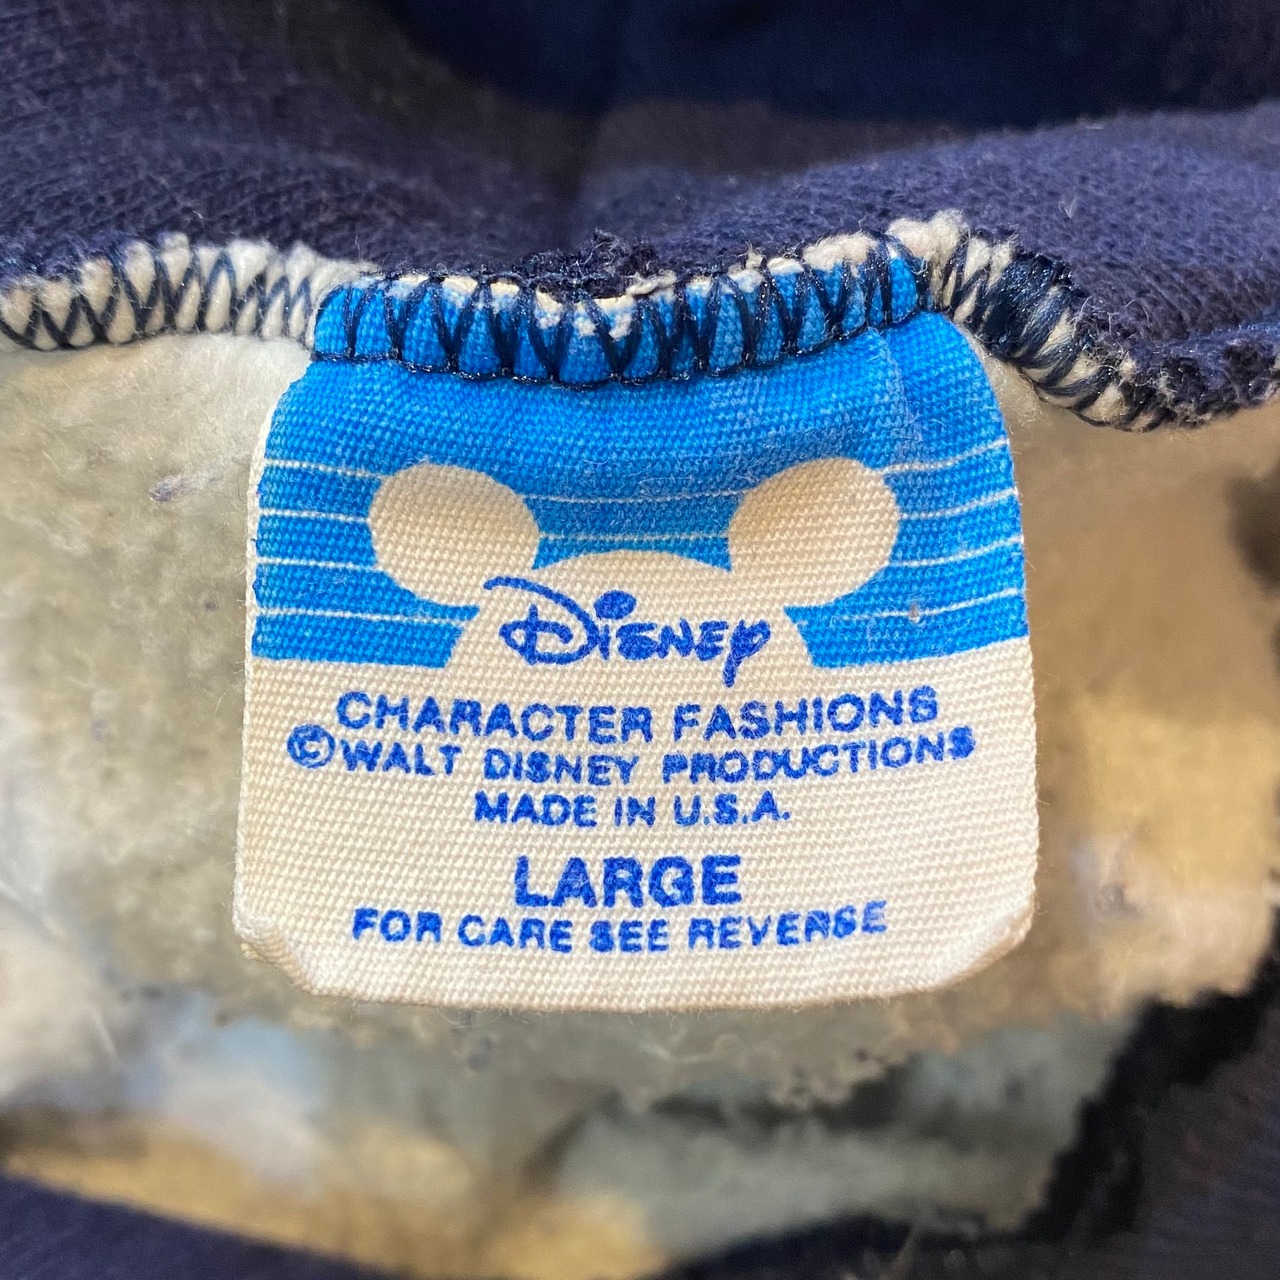 Disney
CHARACTER FASHIONS
©WALT DISNEY PRODUCTIONS
MADE IN U.S.A.
LARGE
FOR CARE SEE REVERSE